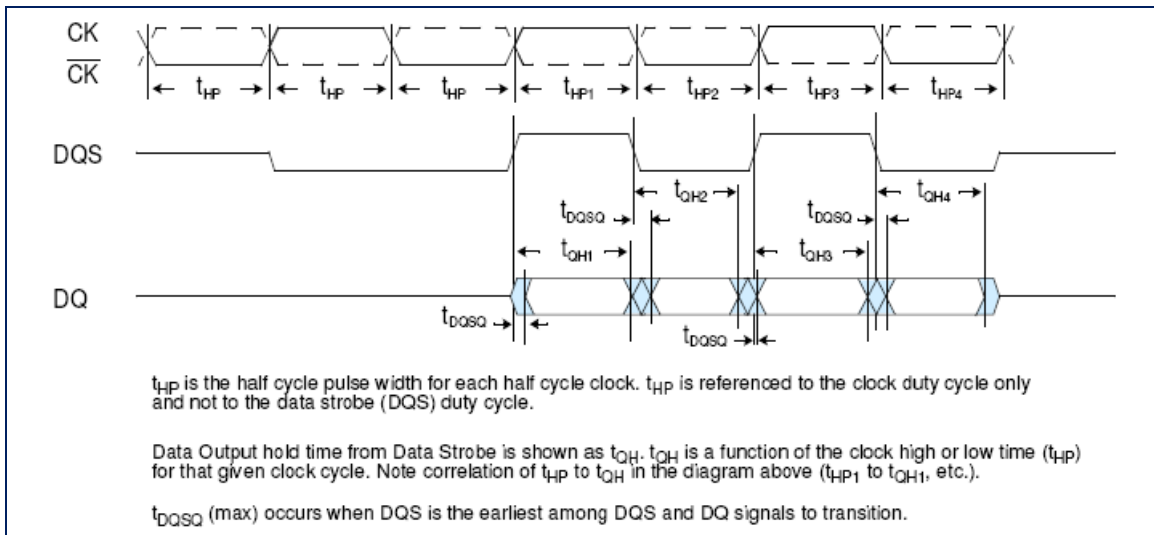 CK
CK
tHP tHP tHP tHP1 tHP2 tHP3 tHP4
DQS
tQH2 tQH4
tDQSQ tDQSQ
tQH1 tQH3
DQ
tDQSQ tDQSQ
tHP is the half cycle pulse width for each half cycle clock. tHP is referenced to the clock duty cycle only
and not to the data strobe (DQS) duty cycle.
Data Output hold time from Data Strobe is shown as tQH. tQH is a function of the clock high or low time (tHP)
for that given clock cycle. Note correlation of tHP to tQH in the diagram above (tHP1 to tQH1, etc.).
tDQSQ (max) occurs when DQS is the earliest among DQS and DQ signals to transition.